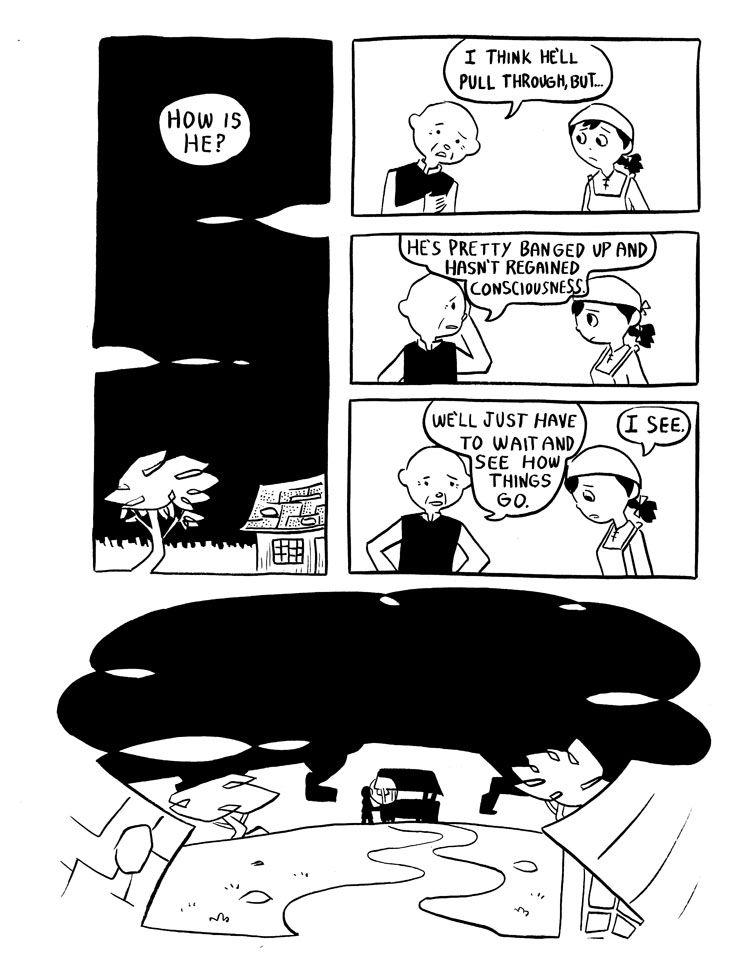 HOW IS
HE?
I THINK HE'LL
PULL THROUGH, BUT...
HE'S PRETTY BANGED UP AND
HASN'T REGAINED
CONSCIOUSNESS.
WE'LL JUST HAVE
TO WAIT AND
SEE HOW
THINGS
GO.
I SEE.